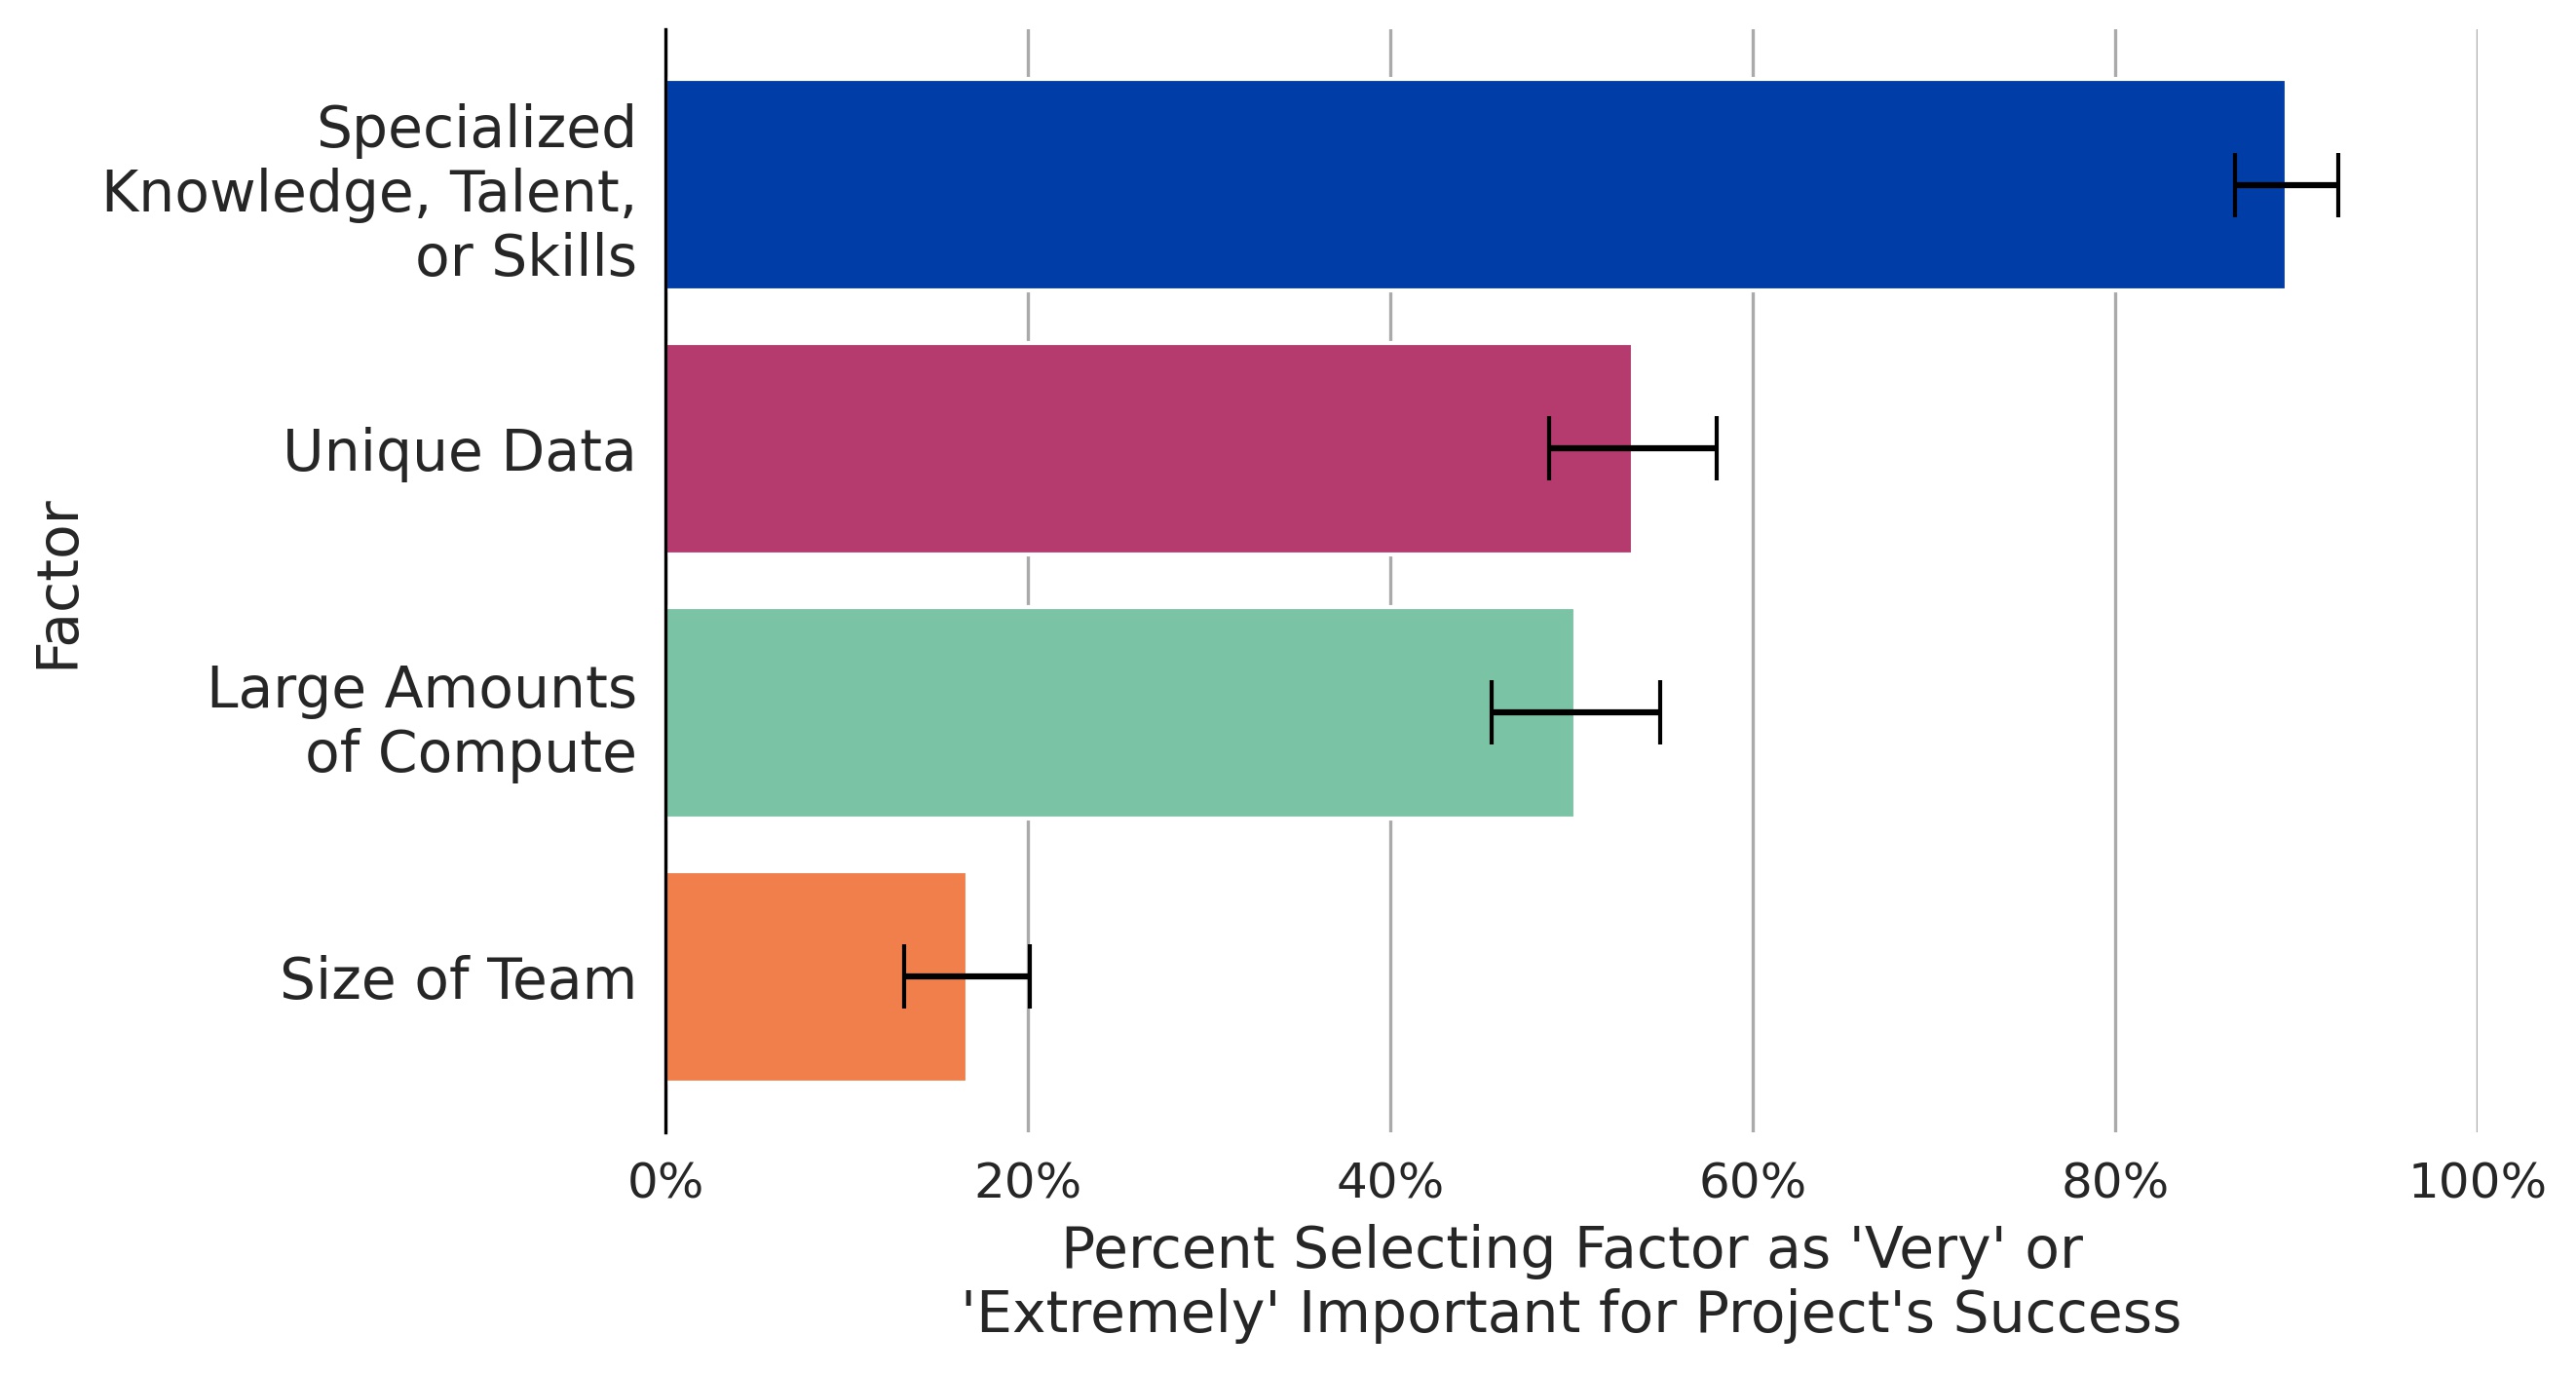 Specialized
Knowledge, Talent,
or Skills
Unique Data
Large Amounts
of Compute
Size of Team
Factor
0% 20% 40% 60% 80% 100%
Percent Selecting Factor as 'Very' or
'Extremely' Important for Project's Success